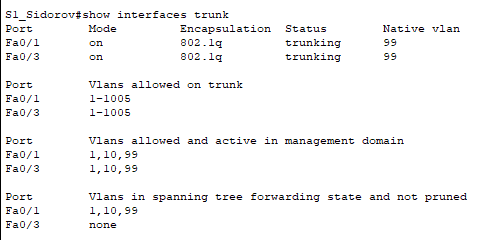 Sl_Sidorov#show interfaces trunk
Port Mode Encapsulation Status Native vlan
Fa0/1 on 802.1q trunking 99
Fa0/3 on 802.1q trunking 99
Port Vlans allowed on trunk
Fa0/1 1-1005
Fa0/3 1-1005
Port Vlans allowed and active in management domain
Fa0/1 1,10,99
Fa0/3 1,10,99
Port Vlans in spanning tree forwarding state and not pruned
Fa0/1 1,10,99
Fa0/3 none